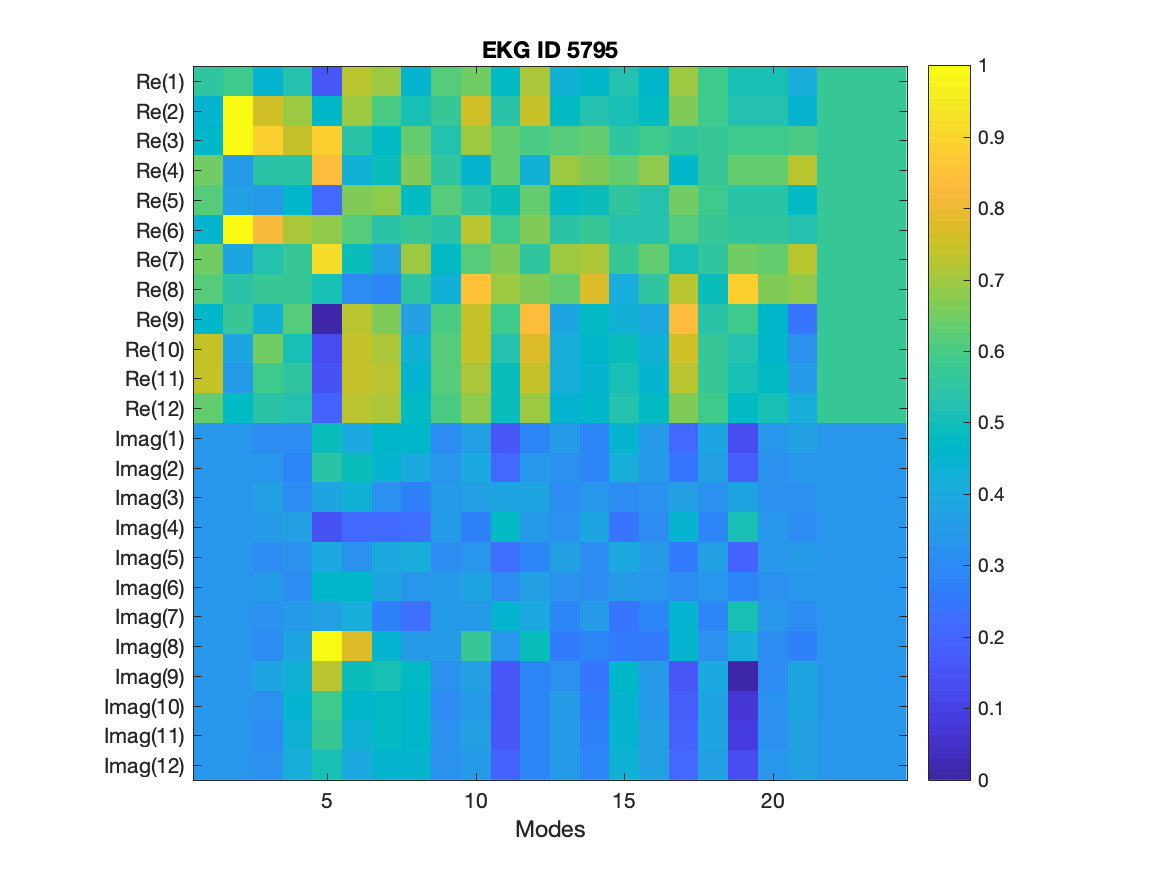 EKG ID 5795
Re(1)
Re(2)
Re(3)
Re(4)
Re(5)
Re(6)
Re(7)
Re(8)
Re(9)
Re(10)
Re(11)
Re(12)
Imag(1)
Imag(2)
Imag(3)
Imag(4)
Imag(5)
Imag(6)
Imag(7)
Imag(8)
Imag(9)
Imag(10)
Imag(11)
Imag(12)
5 10 15 20
Modes
1
0.9
0.8
0.7
0.6
0.5
0.4
0.3
0.2
0.1
0